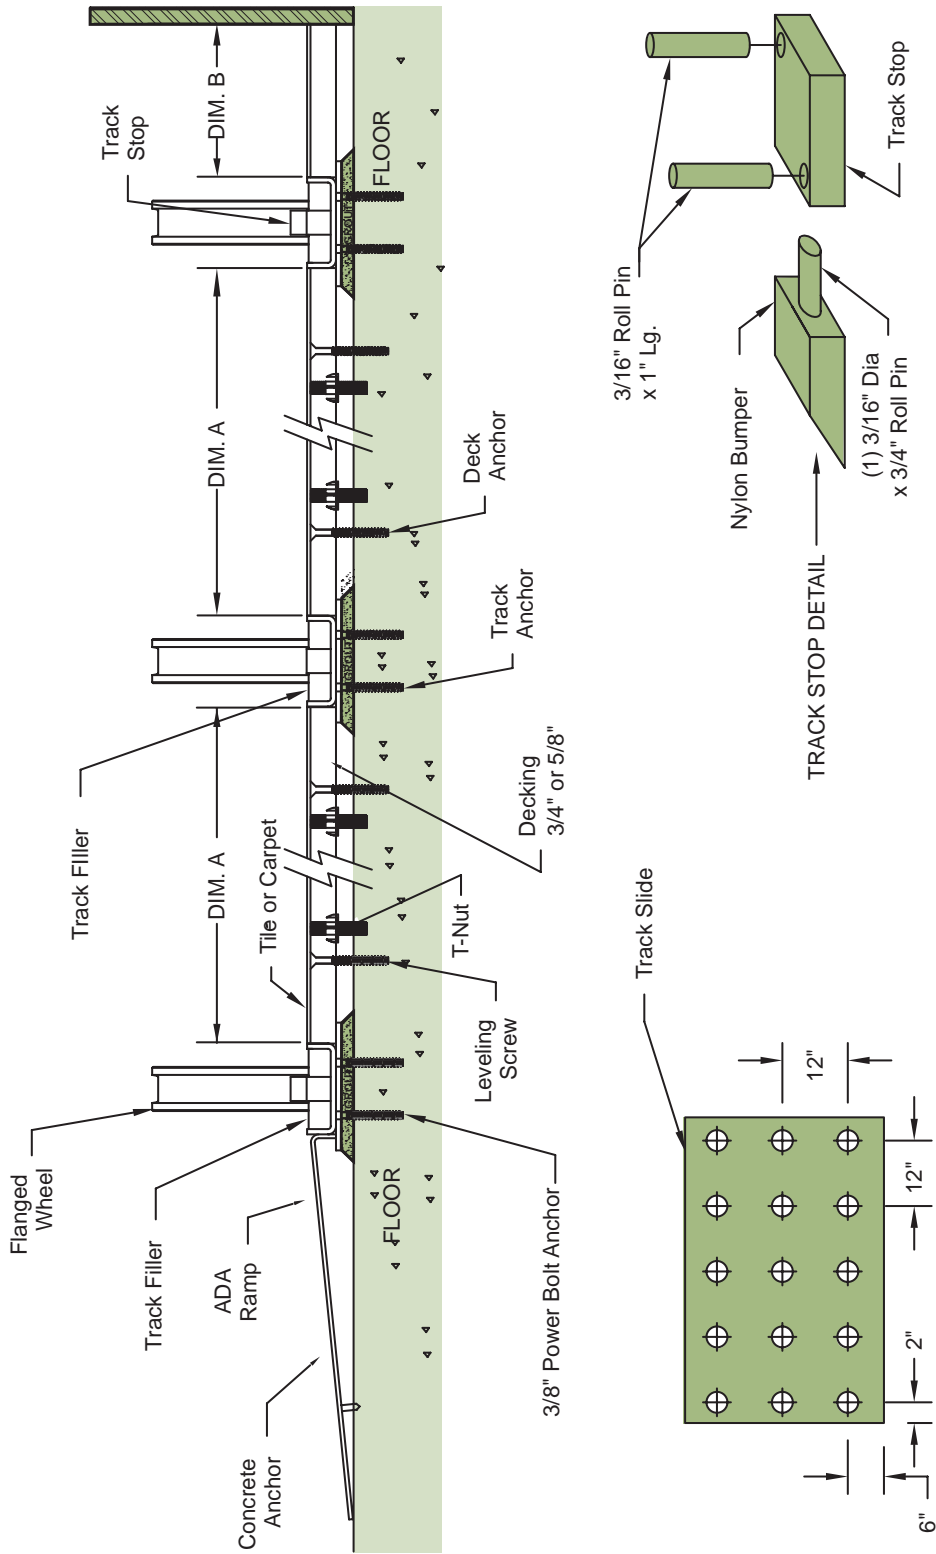 Flanged
Wheel
Track FIller
Track
Stop
Track Filler
DIM. A
DIM. A
DIM. B
ADA
Ramp
Tile or Carpet
Concrete
Anchor
GROUT
GROUT
GROUT
FLOOR
FLOOR
T-Nut
Deck
Anchor
Leveling
Screw
Track
Anchor
Decking
3/4" or 5/8"
3/8" Power Bolt Anchor
Track Slide
12"
12"
2"
6"
3/16" Roll Pin
x 1" Lg.
Nylon Bumper
TRACK STOP DETAIL
(1) 3/16" Dia
x 3/4" Roll Pin
Track Stop